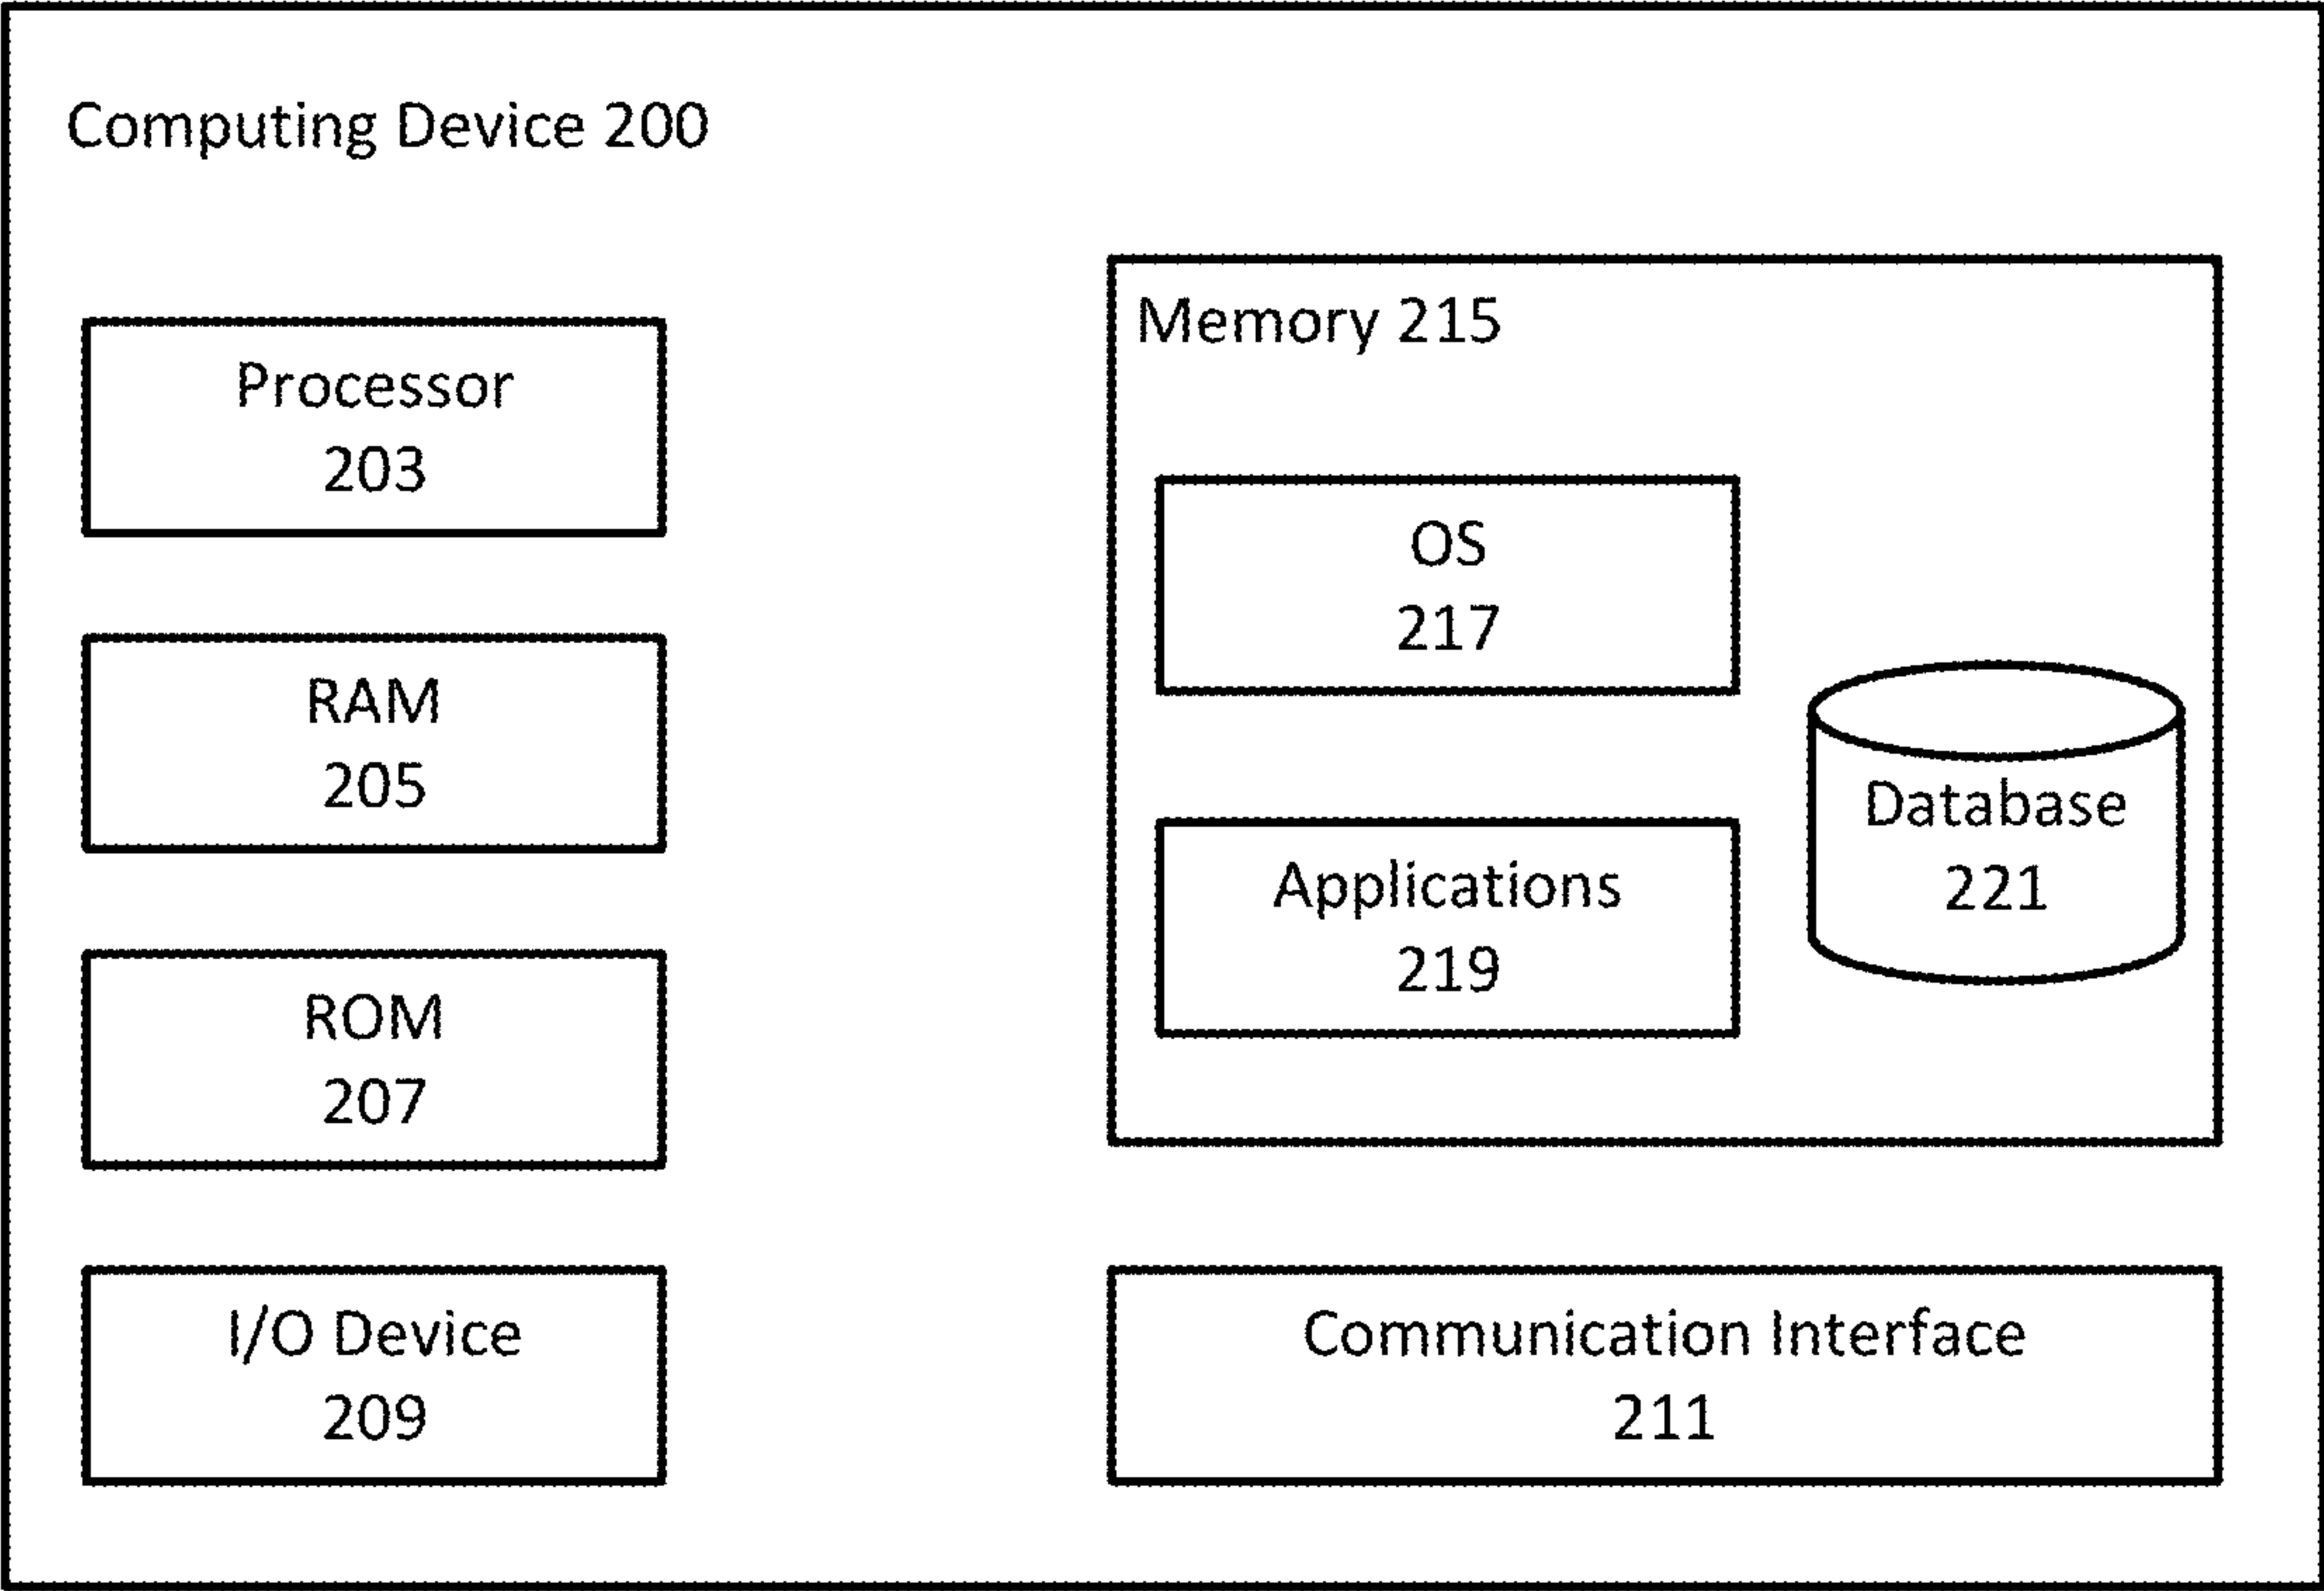 Computing Device 200
Processor
203
RAM
205
ROM
207
I/O Device
209
Memory 215
OS
217
Applications
219
Database
221
Communication Interface
211